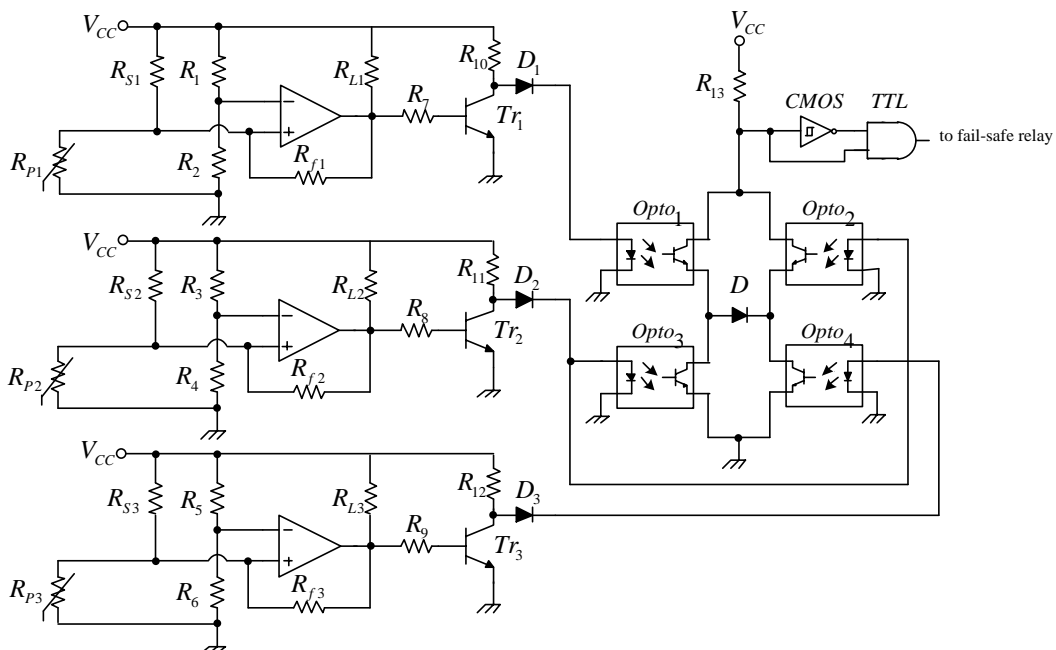 V_CC
R_S1
R_1
R_L1
R_10
D_1
R_7
Tr_1
R_P1
R_2
R_f1
V_CC
R_S2
R_3
R_L2
R_11
D_2
R_8
Tr_2
R_P2
R_4
R_f2
V_CC
R_S3
R_5
R_L3
R_12
D_3
R_9
Tr_3
R_P3
R_6
R_f3
V_CC
R_13
CMOS
TTL
to fail-safe relay
Opto_1
Opto_2
D
Opto_3
Opto_4